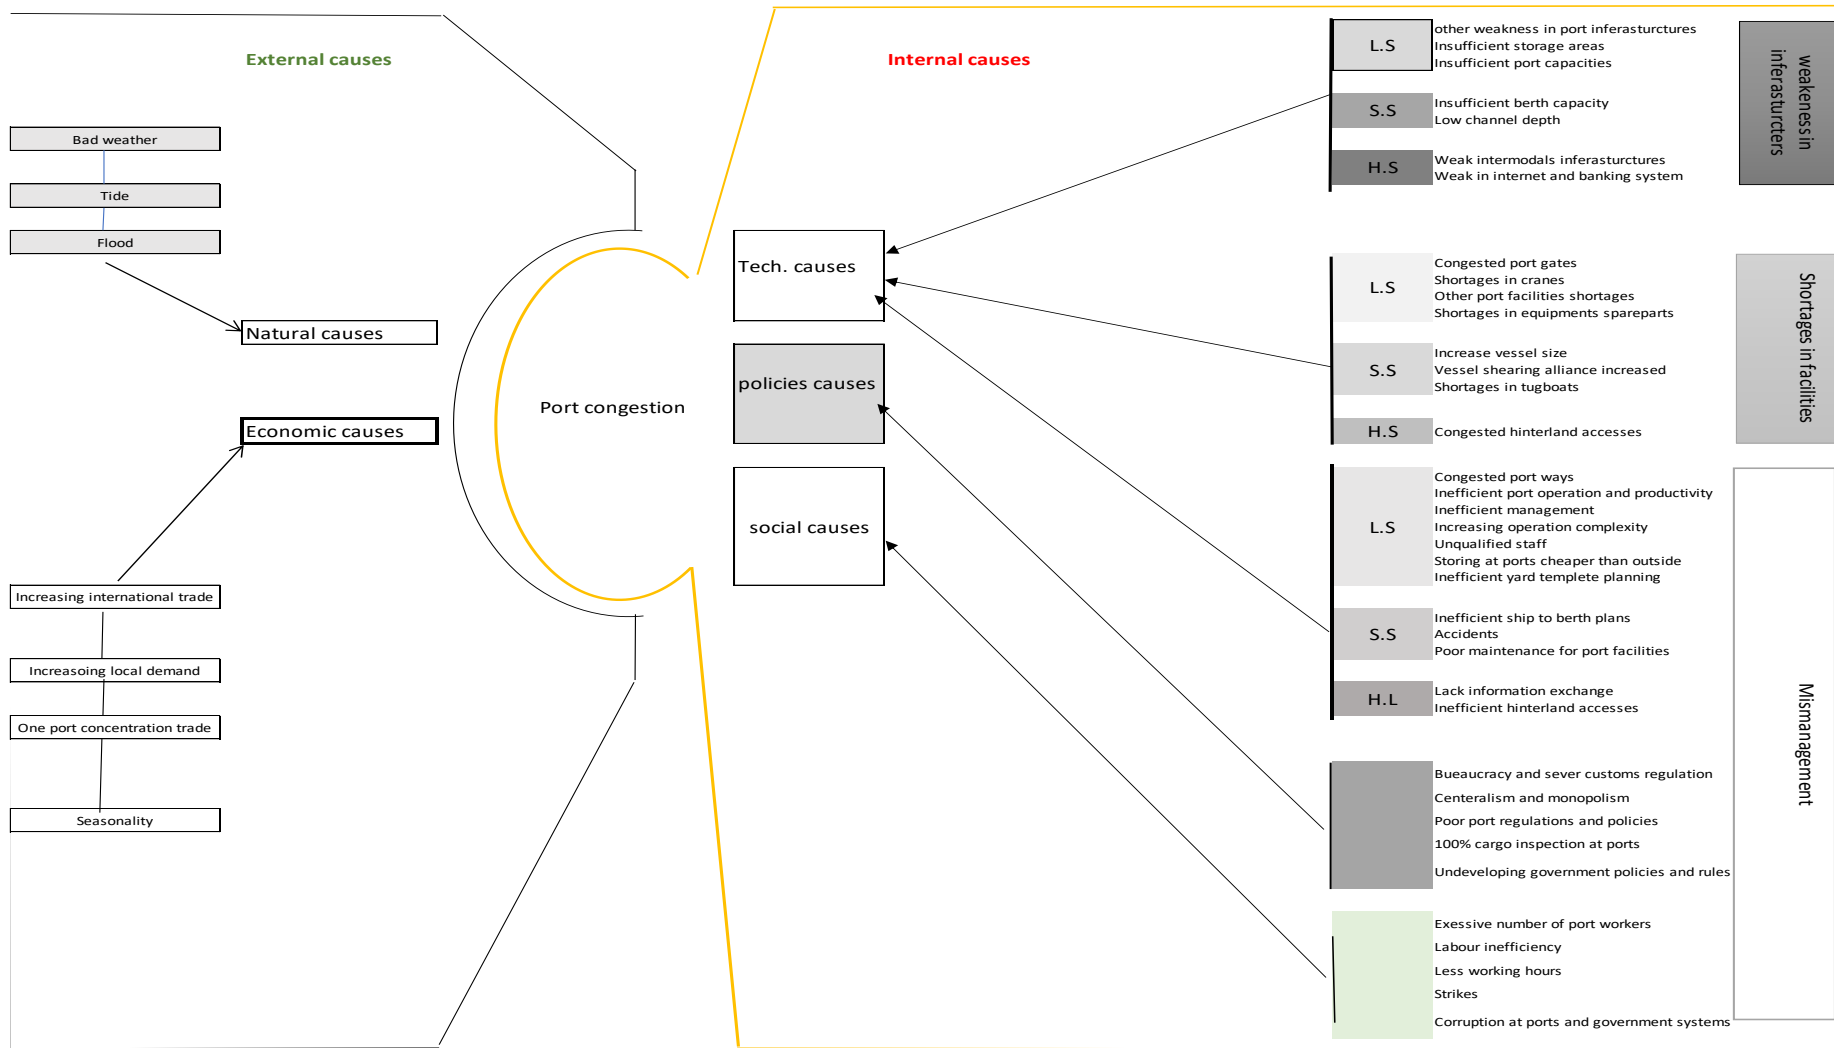 External causes
Bad weather
Tide
Flood
Natural causes
Economic causes
Increasing international trade
Increasoing local demand
One port concentration trade
Seasonality
Port congestion
Internal causes
Tech. causes
policies causes
social causes
L.S
other weakness in port inferasturctures
Insufficient storage areas
Insufficient port capacities
S.S
Insufficient berth capacity
Low channel depth
H.S
Weak intermodals inferasturctures
Weak in internet and banking system
weakeness in
inferasturcters
L.S
Congested port gates
Shortages in cranes
Other port facilities shortages
Shortages in equipments spareparts
S.S
Increase vessel size
Vessel shearing alliance increased
Shortages in tugboats
H.S
Congested hinterland accesses
Shortages in facilities
L.S
Congested port ways
Inefficient port operation and productivity
Inefficient management
Increasing operation complexity
Unqualified staff
Storing at ports cheaper than outside
Inefficient yard templete planning
S.S
Inefficient ship to berth plans
Accidents
Poor maintenance for port facilities
H.L
Lack information exchange
Inefficient hinterland accesses
Bueaucracy and sever customs regulation
Centeralism and monopolism
Poor port regulations and policies
100% cargo inspection at ports
Undeveloping government policies and rules
Exessive number of port workers
Labour inefficiency
Less working hours
Strikes
Corruption at ports and government systems
Mismanagement